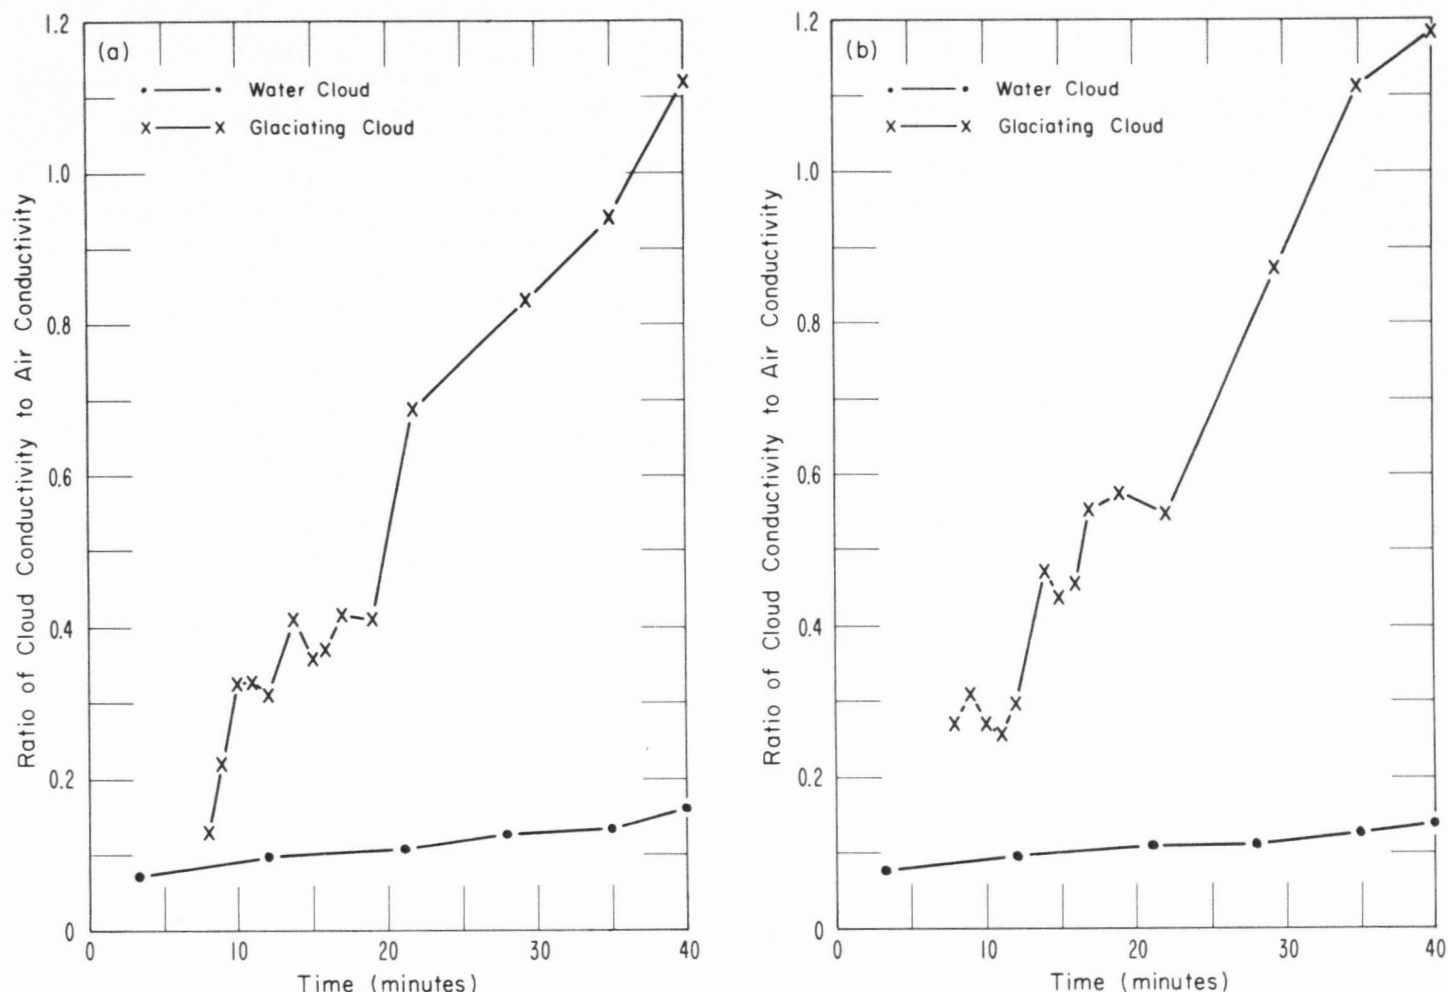 (a)
Water Cloud
Glaciating Cloud
Ratio of Cloud Conductivity to Air Conductivity
1.2
1.0
0.8
0.6
0.4
0.2
0
0 10 20 30 40
Time (minutes)
(b)
Water Cloud
Glaciating Cloud
Ratio of Cloud Conductivity to Air Conductivity
1.2
1.0
0.8
0.6
0.4
0.2
0
0 10 20 30 40
Time (minutes)